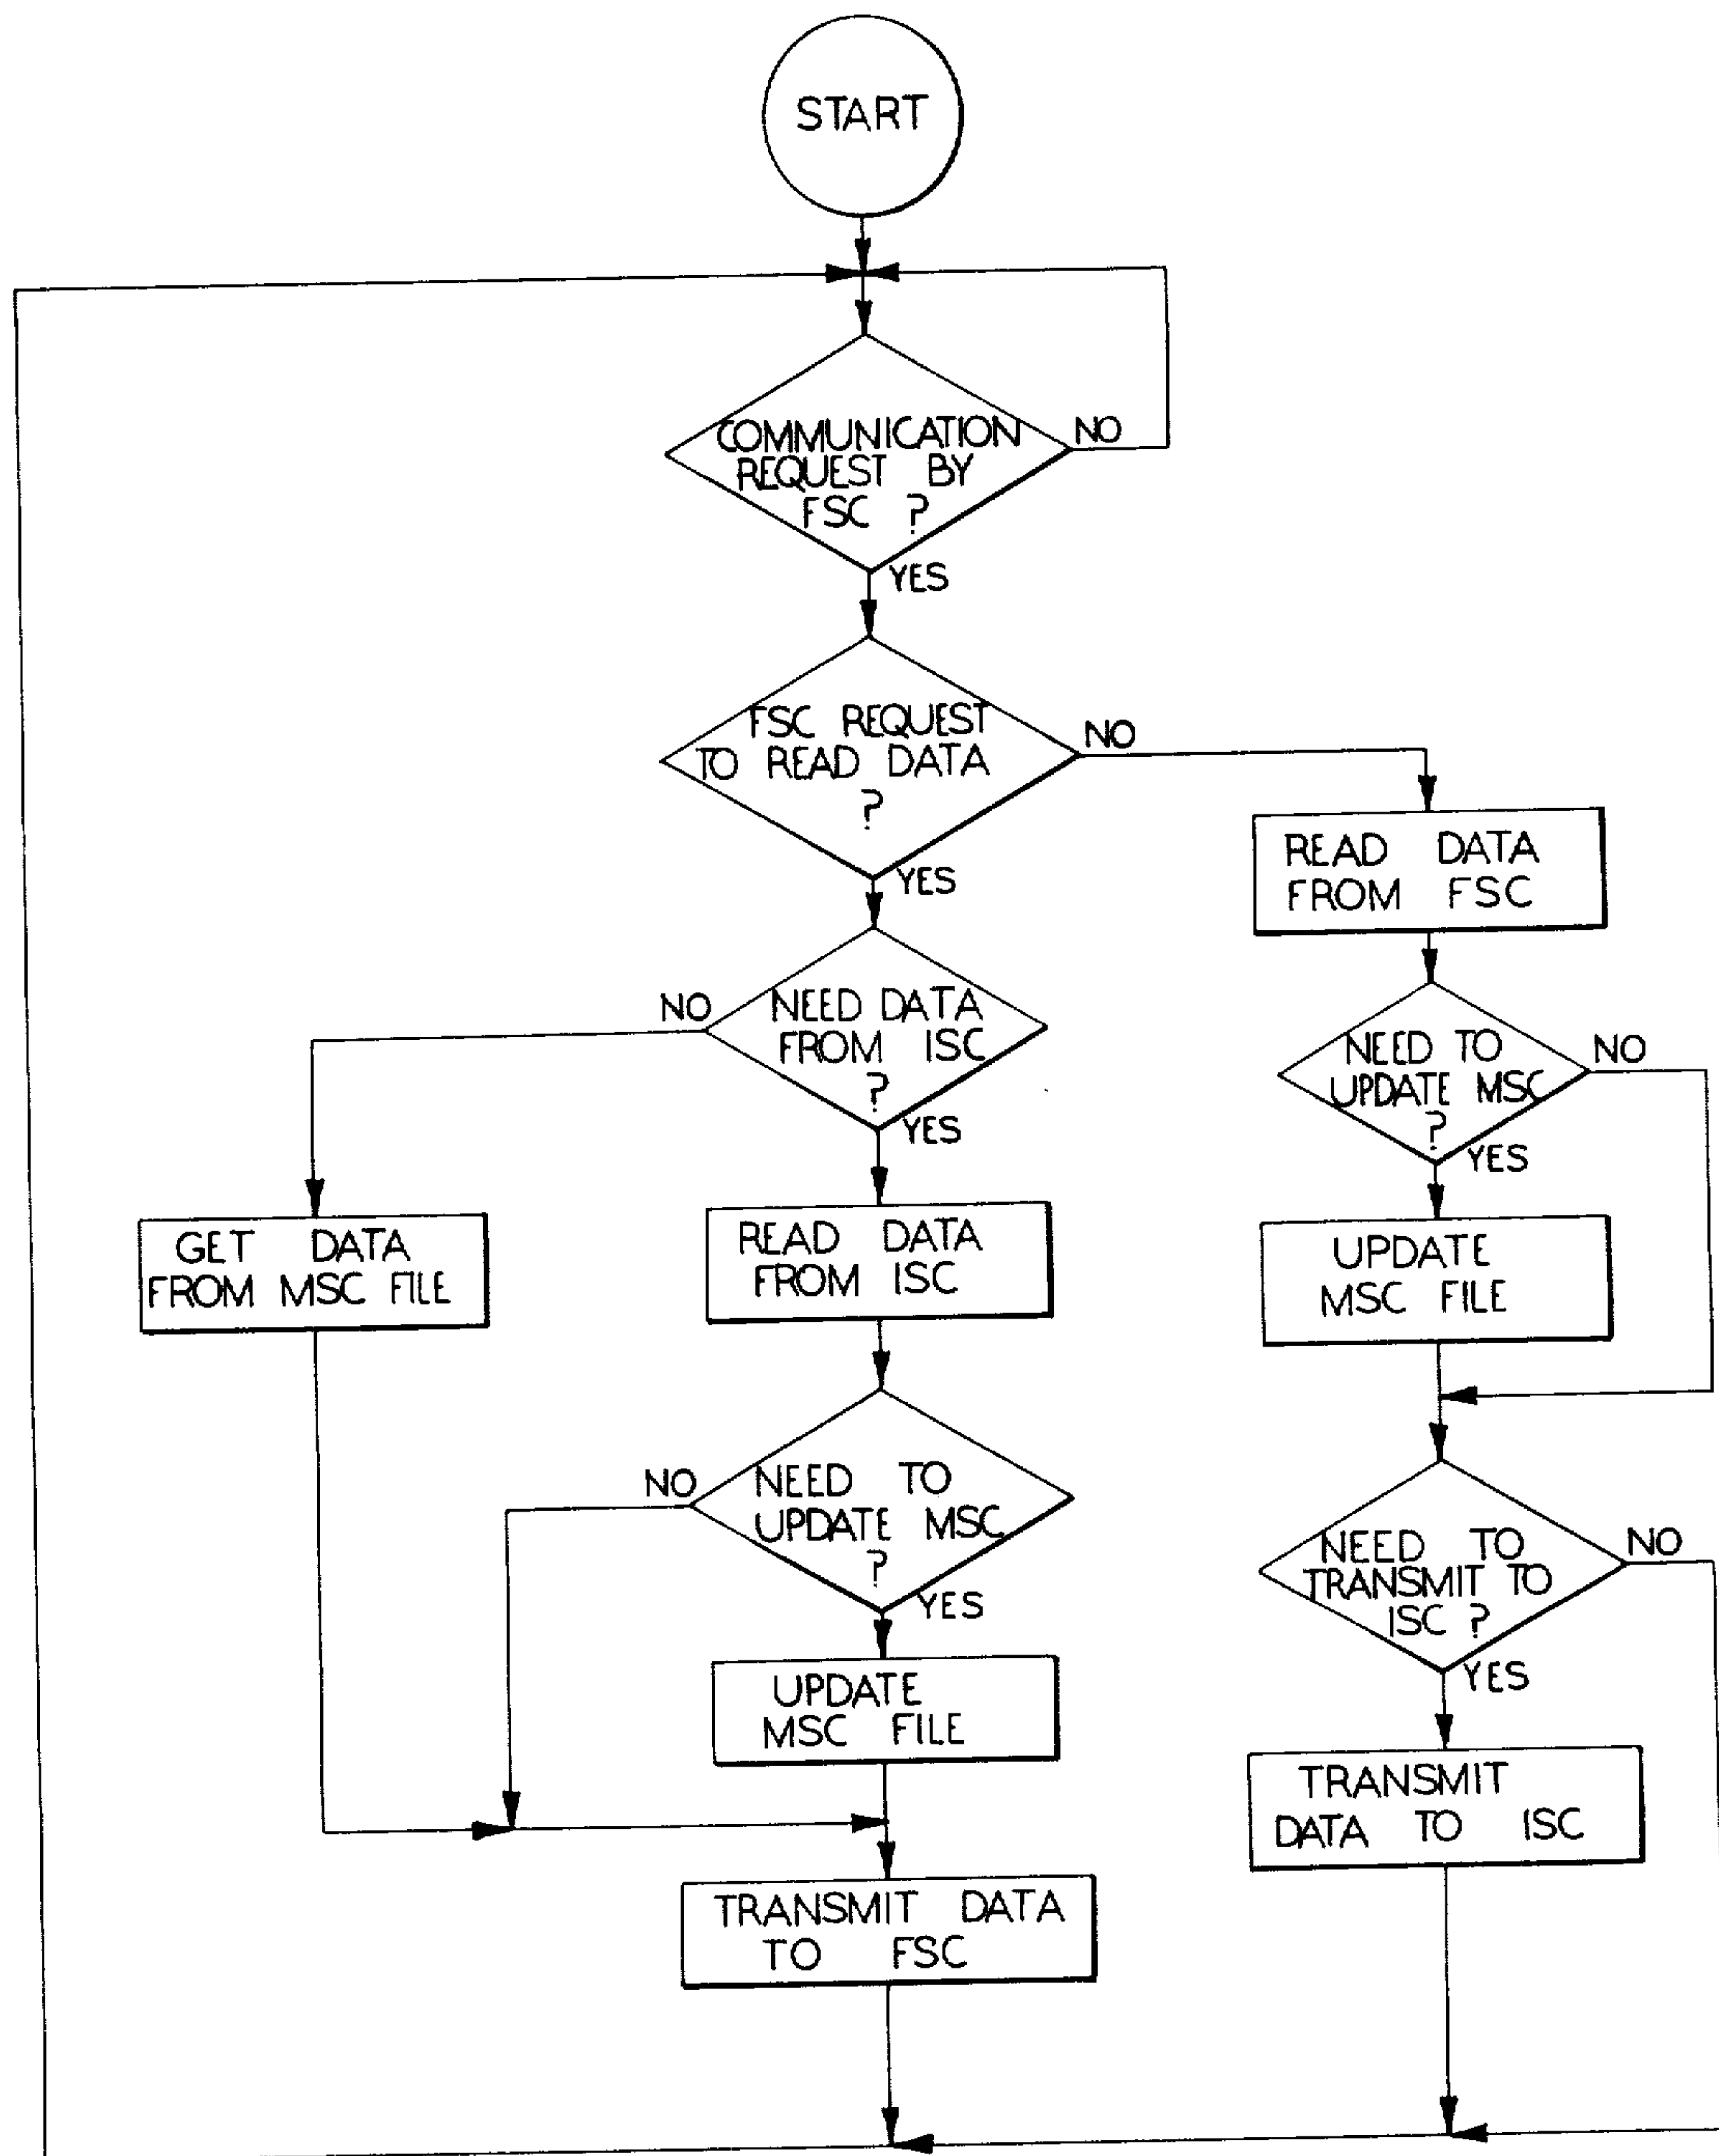 START
COMMUNICATION
REQUEST BY
FSC ?
NO
YES
FSC REQUEST
TO READ DATA
?
NO
YES
READ DATA
FROM FSC
NEED DATA
FROM ISC
?
NO
YES
NEED TO
UPDATE MSC
?
NO
YES
GET DATA
FROM MSC FILE
READ DATA
FROM ISC
UPDATE
MSC FILE
NEED TO
UPDATE MSC
?
NO
YES
NEED TO
TRANSMIT TO
ISC ?
NO
YES
UPDATE
MSC FILE
TRANSMIT
DATA TO ISC
TRANSMIT DATA
TO FSC